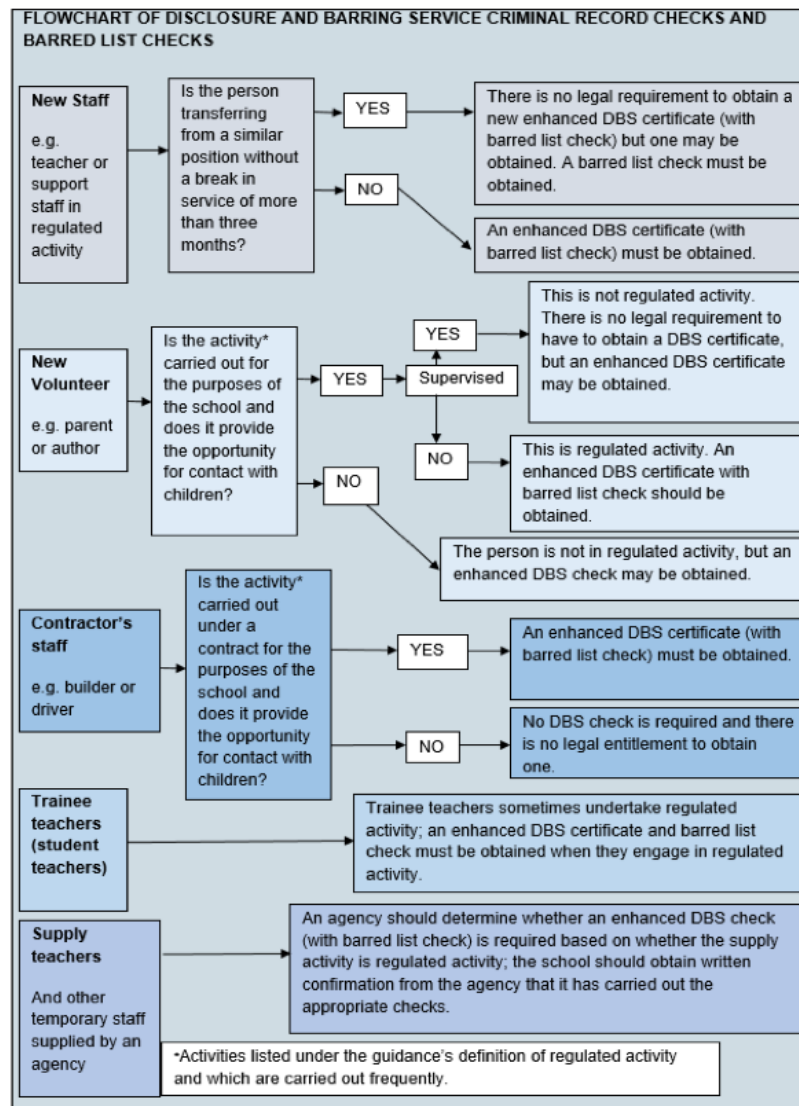 FLOWCHART OF DISCLOSURE AND BARRING SERVICE CRIMINAL RECORD CHECKS AND
BARRED LIST CHECKS
New Staff
e.g.
teacher or
support
staff in
regulated
activity
Is the person
transferring
from a similar
position without
a break in
service of more
than three
months?
YES
There is no legal requirement to obtain a
new enhanced DBS certificate (with
barred list check) but one may be
obtained. A barred list check must be
obtained.
NO
An enhanced DBS certificate (with
barred list check) must be obtained.
New
Volunteer
e.g. parent
or author
Is the activity*
carried out for
the purposes of
the school and
does it provide
the opportunity
for contact with
children?
YES
Supervised
YES
This is not regulated activity.
There is no legal requirement to
have to obtain a DBS certificate,
but an enhanced DBS certificate
may be obtained.
NO
This is regulated activity. An
enhanced DBS certificate with
barred list check should be
obtained.
NO
The person is not in regulated activity, but an
enhanced DBS check may be obtained.
Contractor's
staff
e.g. builder or
driver
Is the activity*
carried out
under a
contract for the
purposes of the
school and
does it provide
the opportunity
for contact with
children?
YES
An enhanced DBS certificate (with
barred list check) must be obtained.
NO
No DBS check is required and there
is no legal entitlement to obtain
one.
Trainee
teachers
(student
teachers)
Trainee teachers sometimes undertake regulated
activity; an enhanced DBS certificate and barred list
check must be obtained when they engage in regulated
activity.
Supply
teachers
And other
temporary staff
supplied by an
agency
An agency should determine whether an enhanced DBS check
(with barred list check) is required based on whether the supply
activity is regulated activity; the school should obtain written
confirmation from the agency that it has carried out the
appropriate checks.
*Activities listed under the guidance's definition of regulated activity
and which are carried out frequently.